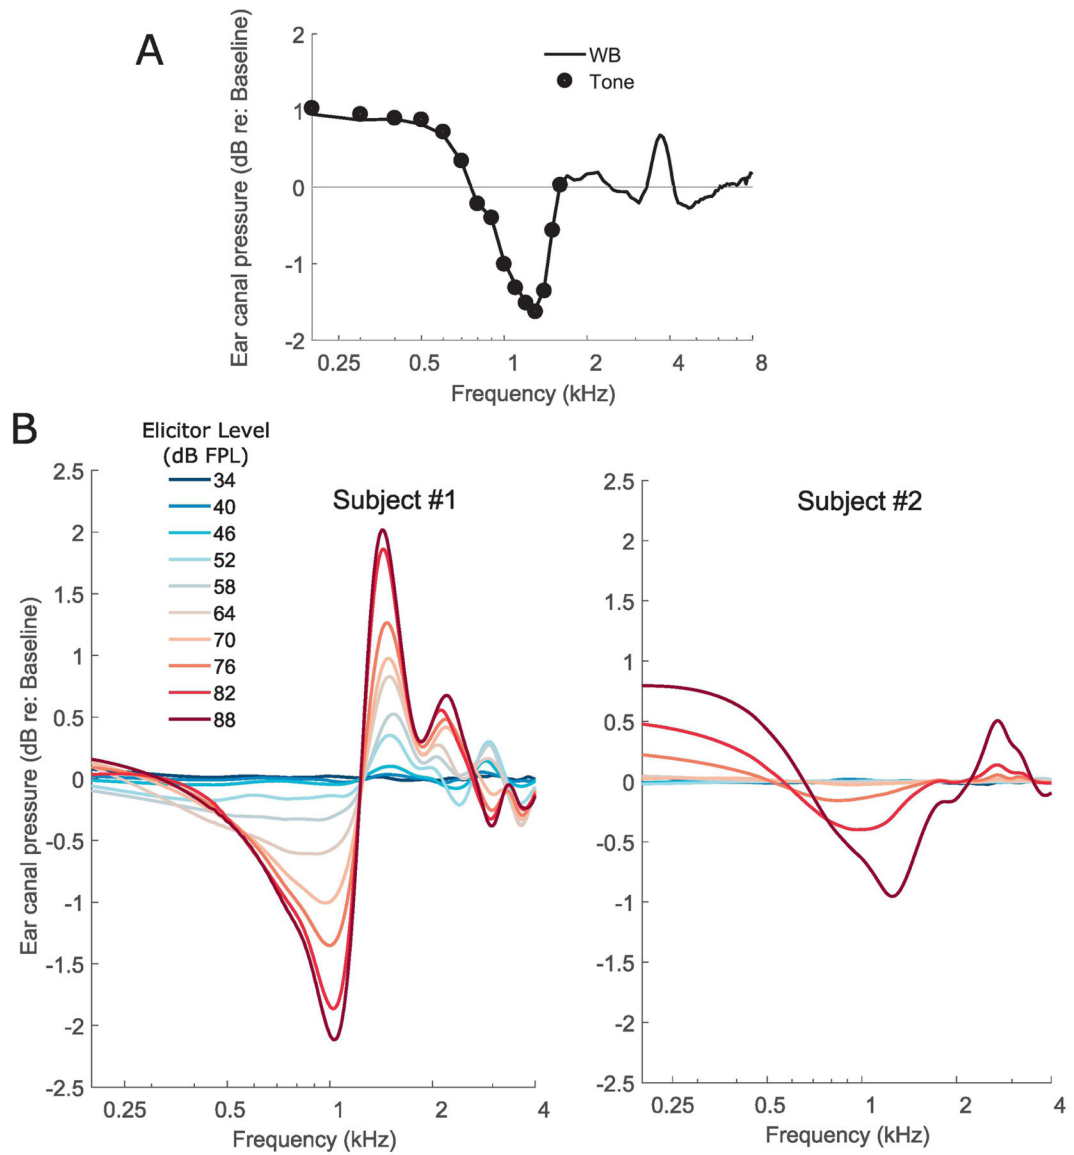 A
WB
Tone
Ear canal pressure (dB re: Baseline)
2
1
0
-1
-2
0.25 0.5 1 2 4 8
Frequency (kHz)
B
Elicitor Level
(dB FPL)
34
40
46
52
58
64
70
76
82
88
Subject #1
Ear canal pressure (dB re: Baseline)
2.5
2
1.5
1
0.5
0
-0.5
-1
-1.5
-2
-2.5
0.25 0.5 1 2 4
Frequency (kHz)
Subject #2
2.5
2
1.5
1
0.5
0
-0.5
-1
-1.5
-2
-2.5
0.25 0.5 1 2 4
Frequency (kHz)